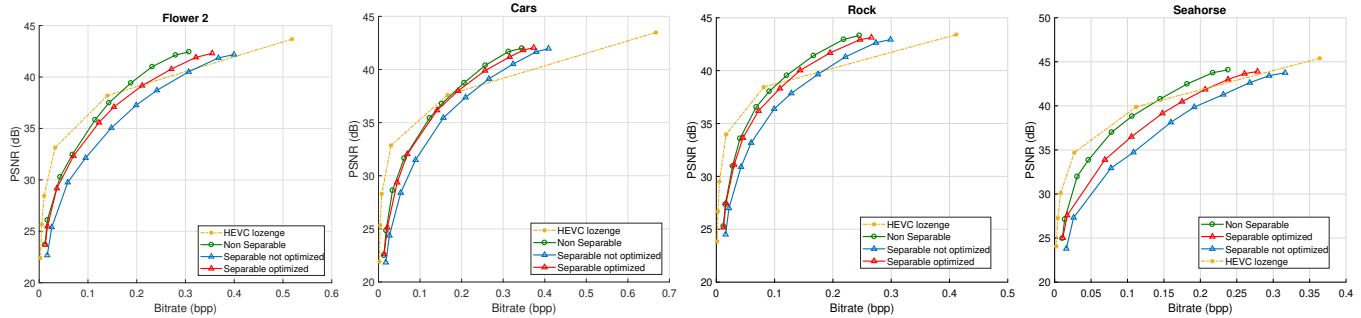 Flower 2
45
40
35
30
25
20
PSNR (dB)
0 0.1 0.2 0.3 0.4 0.5 0.6
Bitrate (bpp)
HEVC lozenge
Non Separable
Separable not optimized
Separable optimized
Cars
45
40
35
30
25
20
PSNR (dB)
0 0.1 0.2 0.3 0.4 0.5 0.6 0.7
Bitrate (bpp)
HEVC lozenge
Non Separable
Separable not optimized
Separable optimized
Rock
45
40
35
30
25
20
PSNR (dB)
0 0.1 0.2 0.3 0.4 0.5
Bitrate (bpp)
HEVC lozenge
Non Separable
Separable not optimized
Separable optimized
Seahorse
50
45
40
35
30
25
20
PSNR (dB)
0 0.05 0.1 0.15 0.2 0.25 0.3 0.35 0.4
Bitrate (bpp)
Non Separable
Separable optimized
Separable not optimized
HEVC lozenge